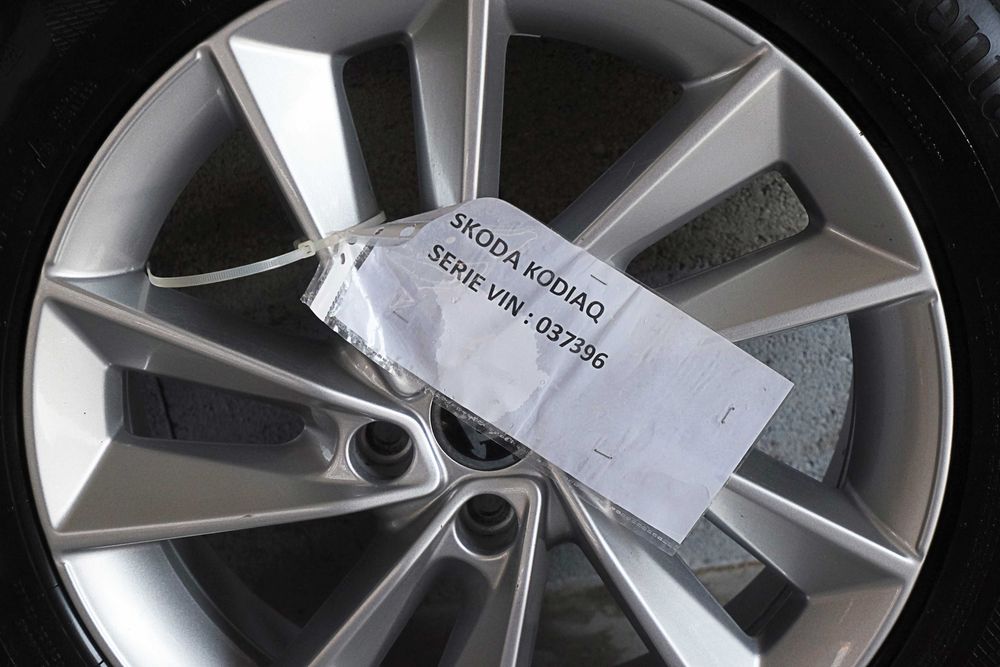 SKODA KODIAQ
SERIE VIN : 037396